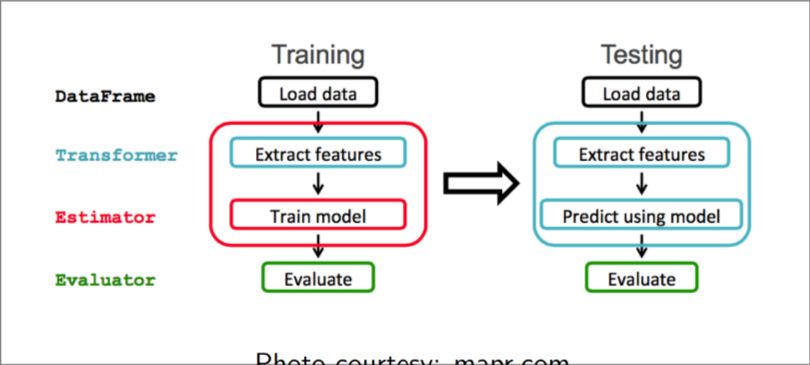 Training Testing
DataFrame Load data Load data
Transformer Extract features Extract features
Estimator Train model Predict using model
Evaluator Evaluate Evaluate
Photo courtesy: mapr.com